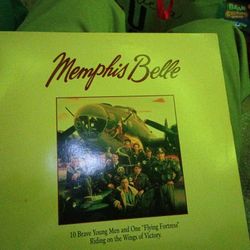 Memphis Belle
10 Brave Young Men and One "Flying Fortress"
Riding on the Wings of Victory.